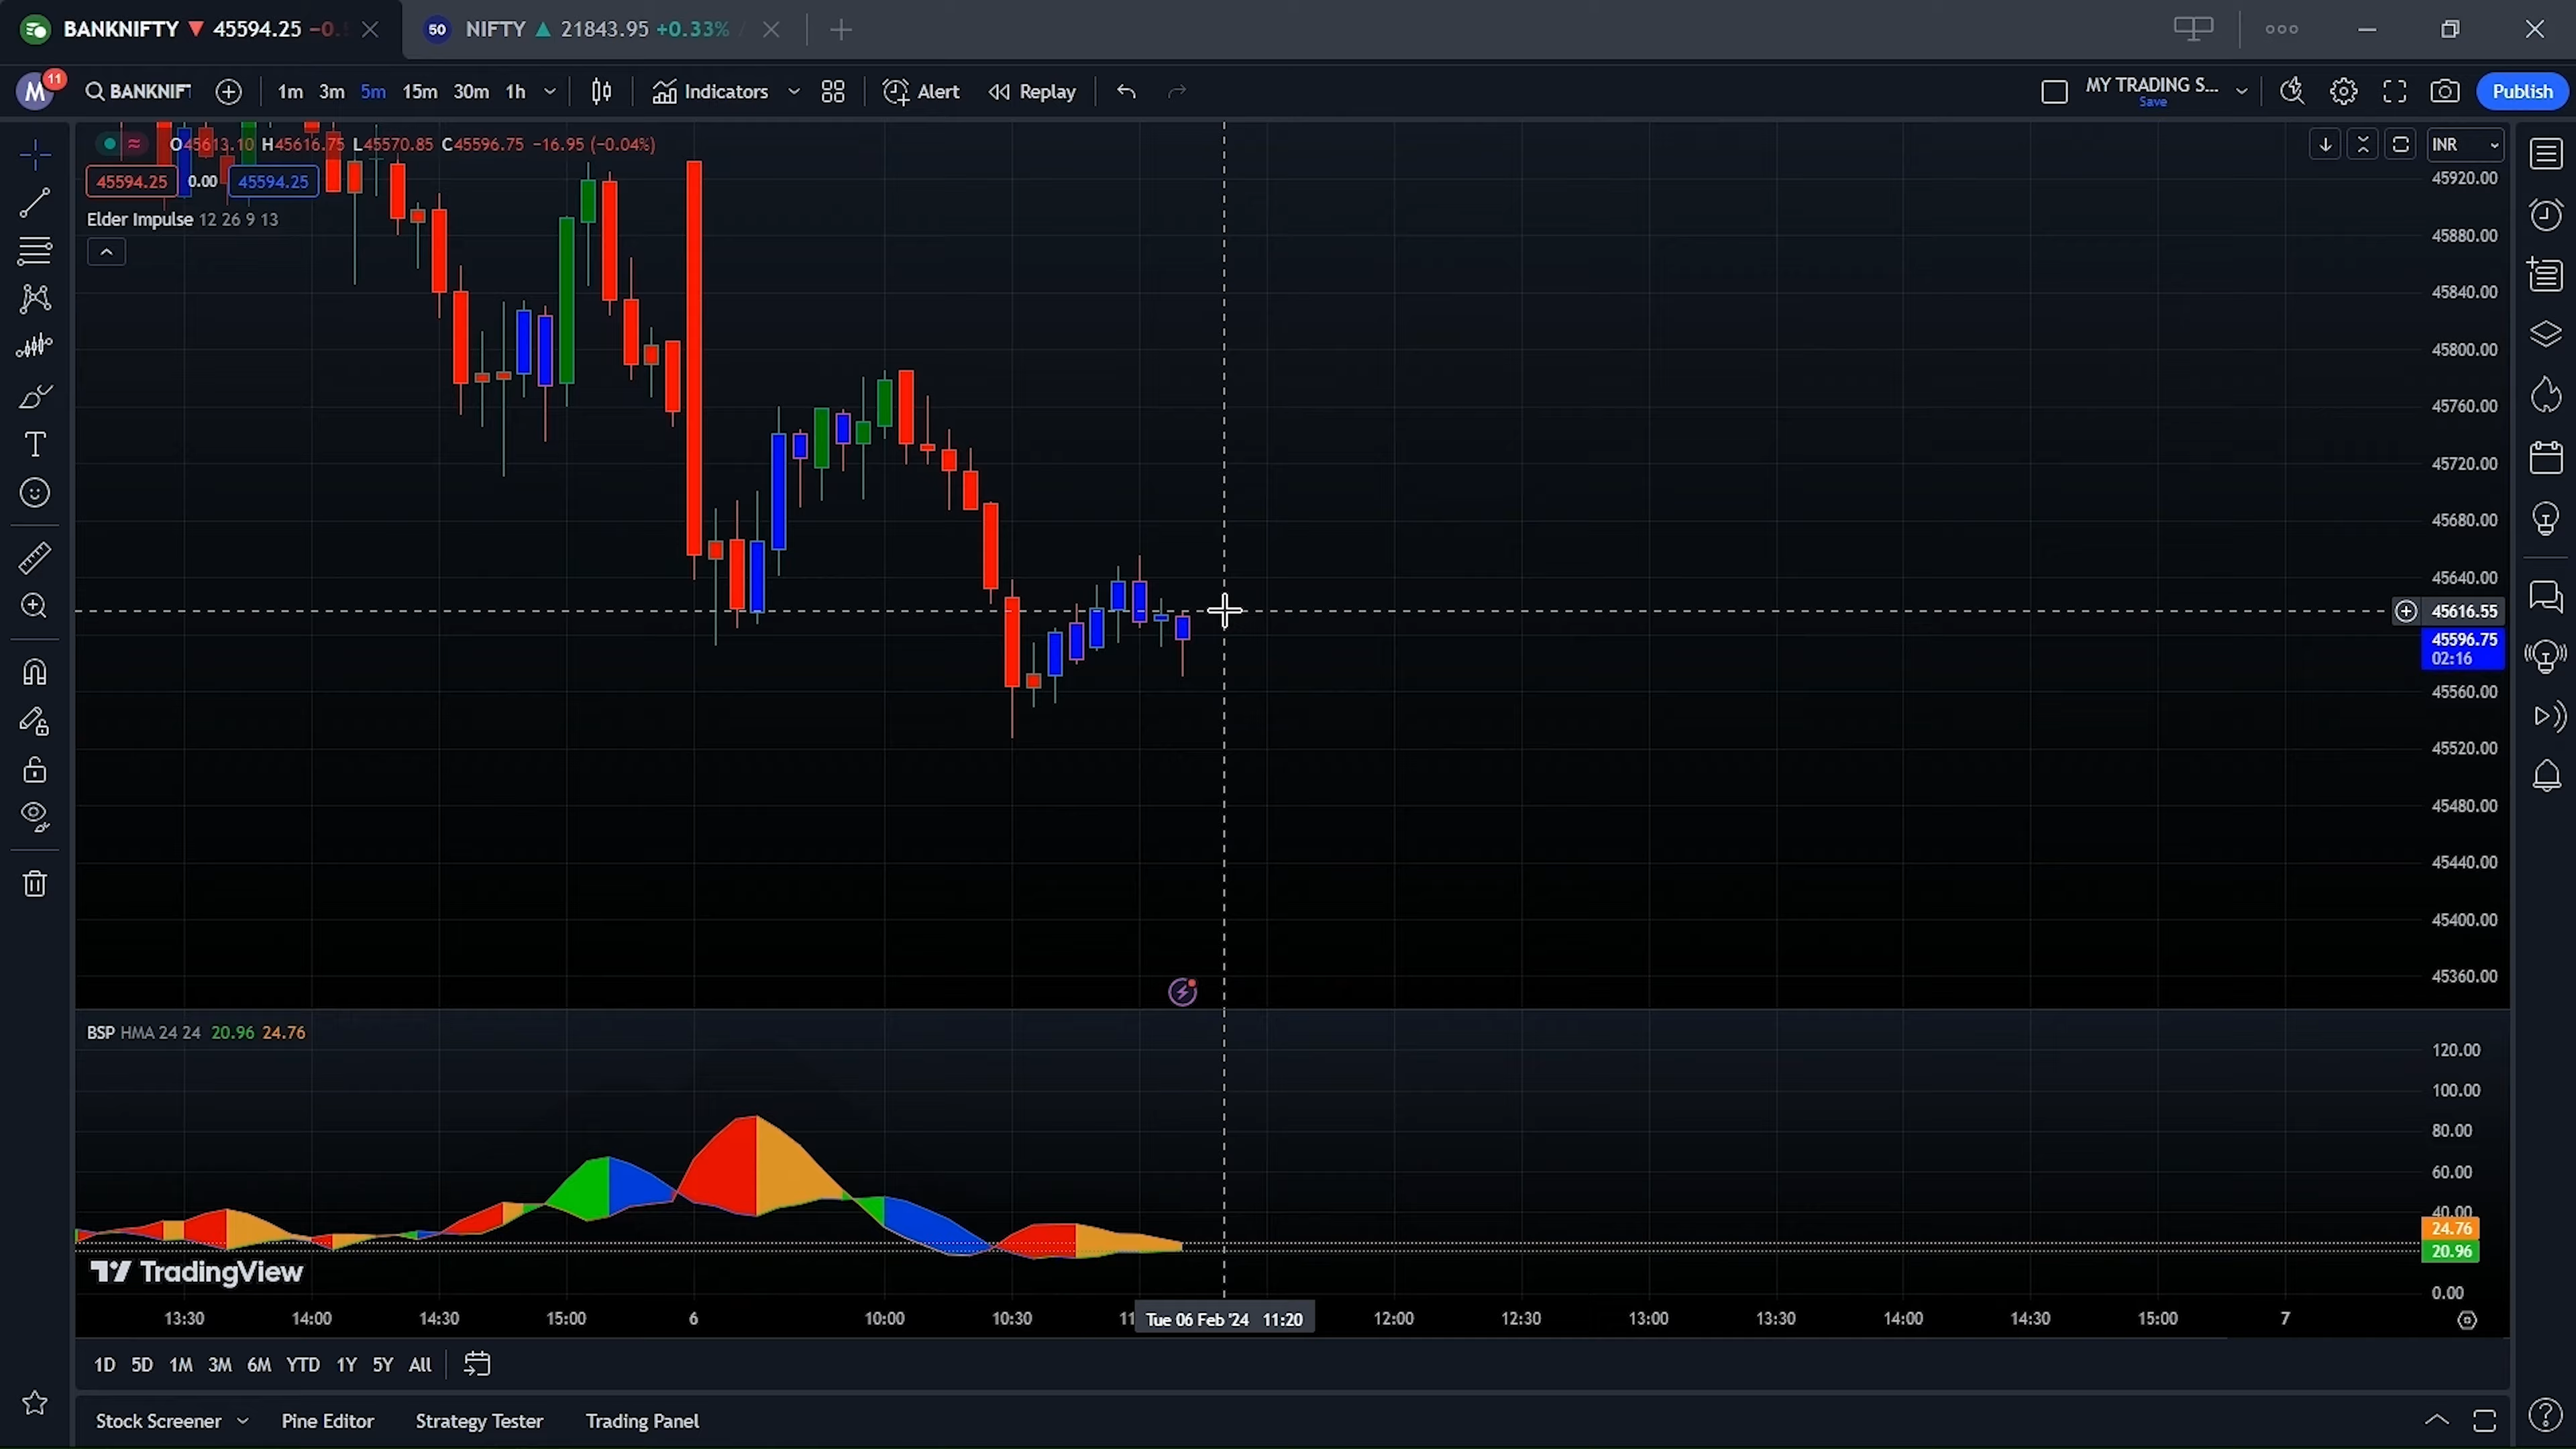 BANKNIFTY 45594.25 −0.
50 NIFTY 21843.95 +0.33%
M 11 BANKNIF 1m 3m 5m 15m 30m 1h Indicators Alert Replay MY TRADING S... Save Publish
O45613.10 H45616.75 L45570.85 C45596.75 −16.95 (−0.04%)
INR
45594.25 0.00 45594.25
Elder Impulse 12 26 9 13
45920.00
45880.00
45840.00
45800.00
45760.00
45720.00
45680.00
45640.00
45616.55
45596.75
02:16
45560.00
45520.00
45480.00
45440.00
45400.00
45360.00
BSP HMA 24 24 20.96 24.76
120.00
100.00
80.00
60.00
40.00
24.76
20.96
0.00
TradingView
13:30 14:00 14:30 15:00 6 10:00 10:30 11 Tue 06 Feb '24 11:20 12:00 12:30 13:00 13:30 14:00 14:30 15:00 7
1D 5D 1M 3M 6M YTD 1Y 5Y All
Stock Screener Pine Editor Strategy Tester Trading Panel